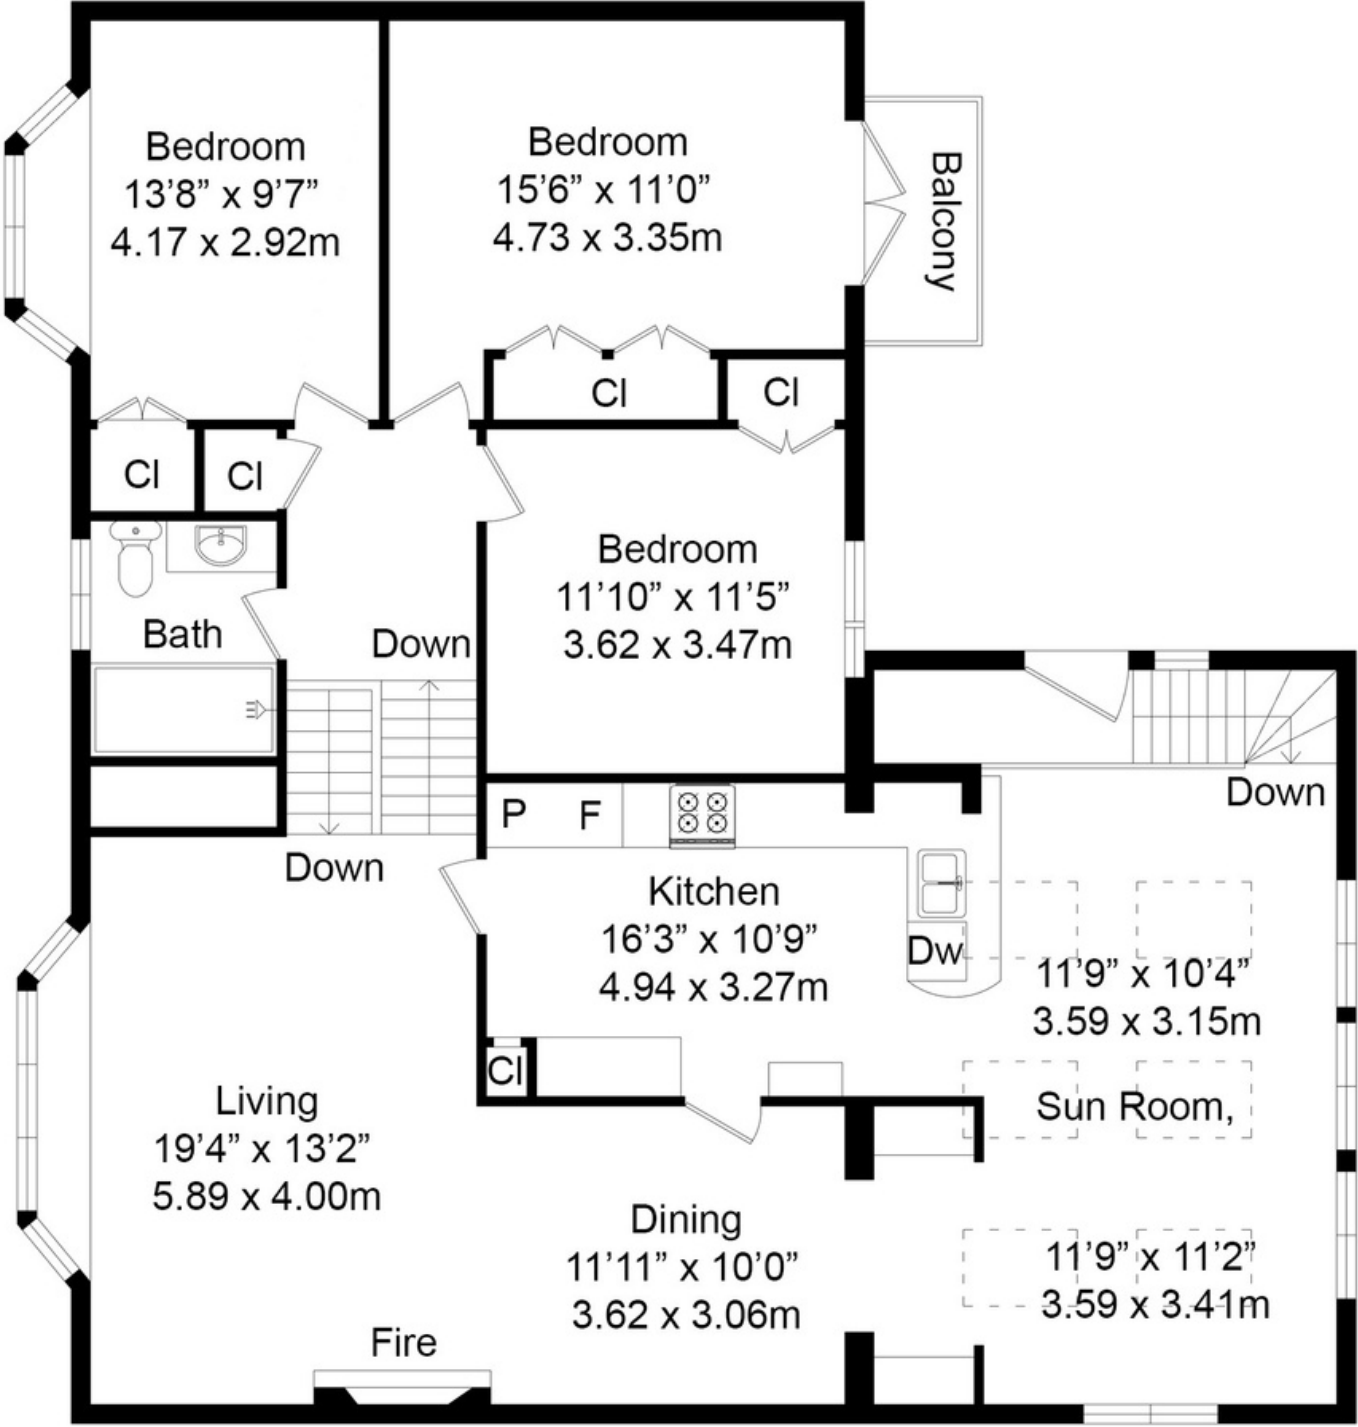 Bedroom
13’8” x 9’7”
4.17 x 2.92m
Bedroom
15’6” x 11’0”
4.73 x 3.35m
Balcony
Cl
Cl
Cl
Cl
Bedroom
11’10” x 11’5”
3.62 x 3.47m
Bath
Down
Down
Down
P F
Kitchen
16’3” x 10’9”
4.94 x 3.27m
Dw
11’9” x 10’4”
3.59 x 3.15m
Cl
Sun Room,
Living
19’4” x 13’2”
5.89 x 4.00m
Dining
11’11” x 10’0”
3.62 x 3.06m
11’9” x 11’2”
3.59 x 3.41m
Fire